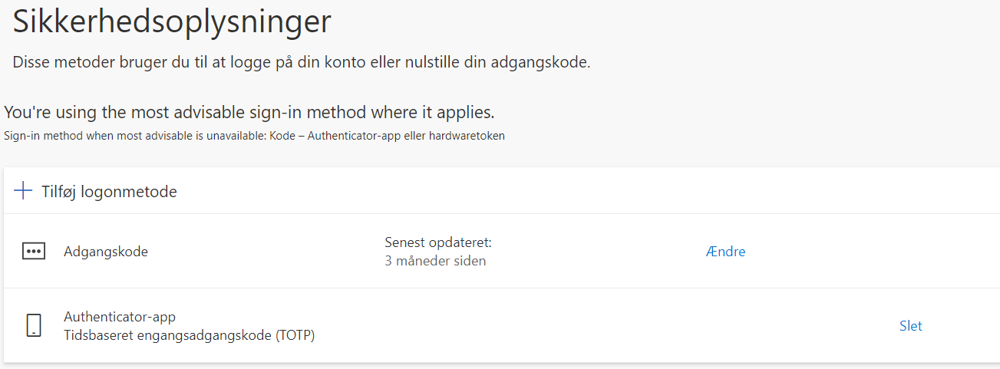 Sikkerhedsoplysninger
Disse metoder bruger du til at logge på din konto eller nulstille din adgangskode.
You're using the most advisable sign-in method where it applies.
Sign-in method when most advisable is unavailable: Kode – Authenticator-app eller hardwaretoken
Tilføj logonmetode
Adgangskode
Senest opdateret:
3 måneder siden
Ændre
Authenticator-app
Tidsbaseret engangsadgangskode (TOTP)
Slet